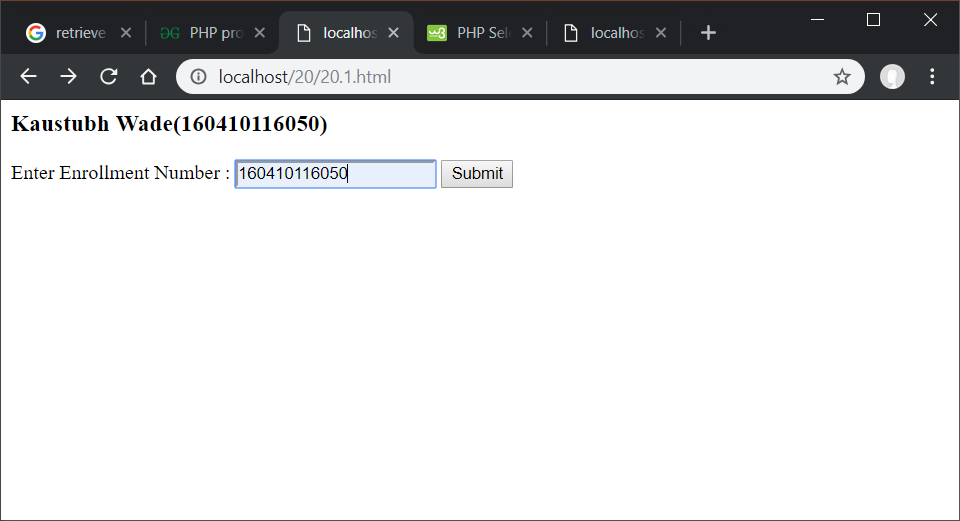 retrieve PHP pro localhos PHP Sele localhos
localhost/20/20.1.html
Kaustubh Wade(160410116050)
Enter Enrollment Number : 160410116050 Submit